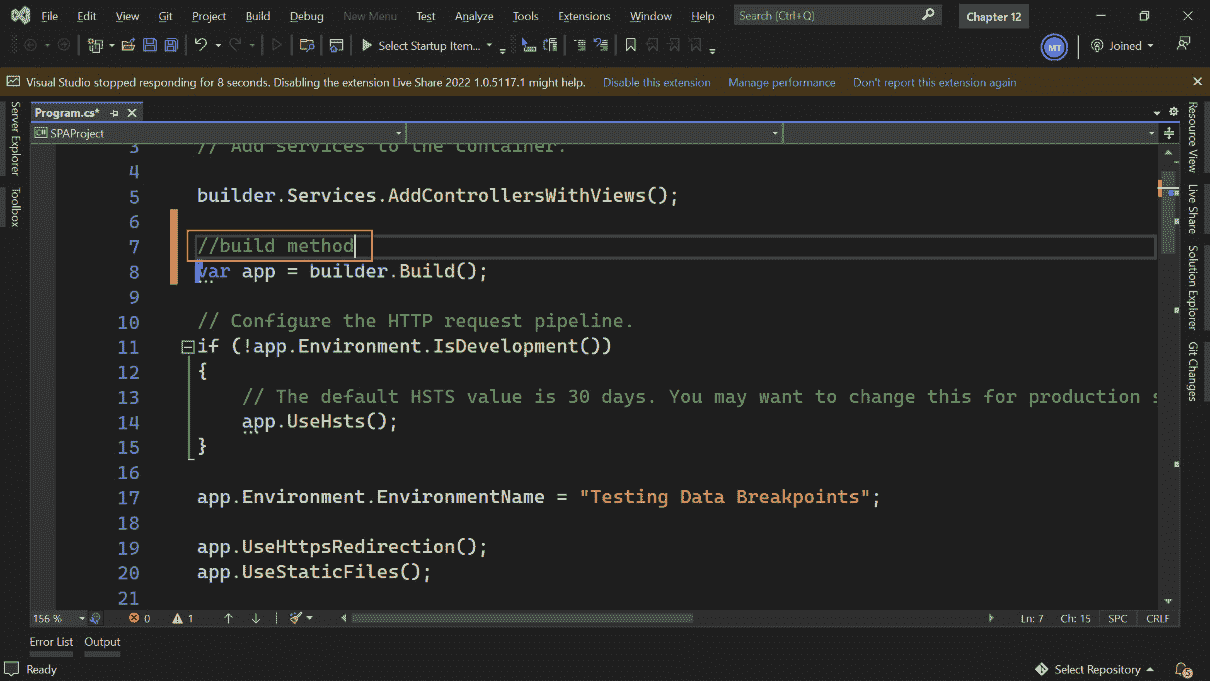 File Edit View Git Project Build Debug New Menu Test Analyze Tools Extensions Window Help Search (Ctrl+Q) Chapter 12
Select Startup Item... MT Joined
Visual Studio stopped responding for 8 seconds. Disabling the extension Live Share 2022 1.0.5117.1 might help. Disable this extension Manage performance Don't report this extension again
Server Explorer
Toolbox
Program.cs*
SPAProject
3 // Add services to the container.
4
5 builder.Services.AddControllersWithViews();
6
7 //build method
8 var app = builder.Build();
9
10 // Configure the HTTP request pipeline.
11 if (!app.Environment.IsDevelopment())
12 {
13 // The default HSTS value is 30 days. You may want to change this for production s
14 app.UseHsts();
15 }
16
17 app.Environment.EnvironmentName = "Testing Data Breakpoints";
18
19 app.UseHttpsRedirection();
20 app.UseStaticFiles();
21
Resource View
Live Share
Solution Explorer
Git Changes
156 % 0 1 Ln: 7 Ch: 15 SPC CRLF
Error List Output
Ready Select Repository 5